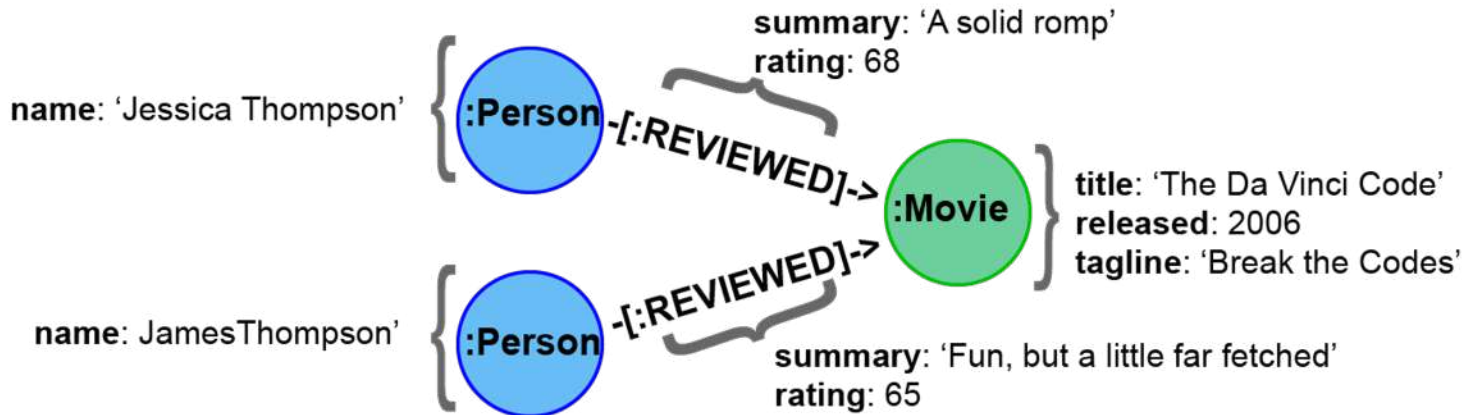 summary: ‘A solid romp’
rating: 68
name: ‘Jessica Thompson’
:Person
-[:REVIEWED]->
:Movie
title: ‘The Da Vinci Code’
released: 2006
tagline: ‘Break the Codes’
name: JamesThompson’
:Person
-[:REVIEWED]->
summary: ‘Fun, but a little far fetched’
rating: 65